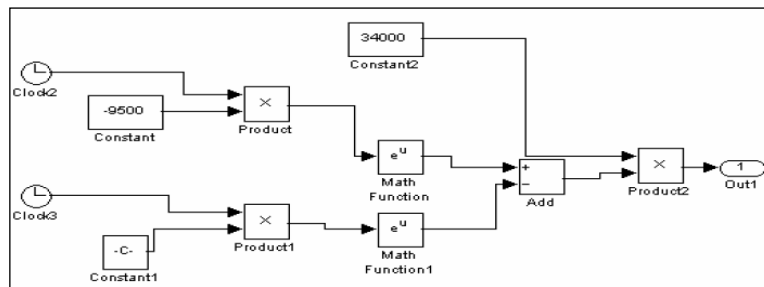 34000
Constant2
Clock2
-9500
Constant
×
Product
e^u
Math
Function
+
−
Add
×
Product2
1
Out1
Clock3
-C-
Constant1
×
Product1
e^u
Math
Function1